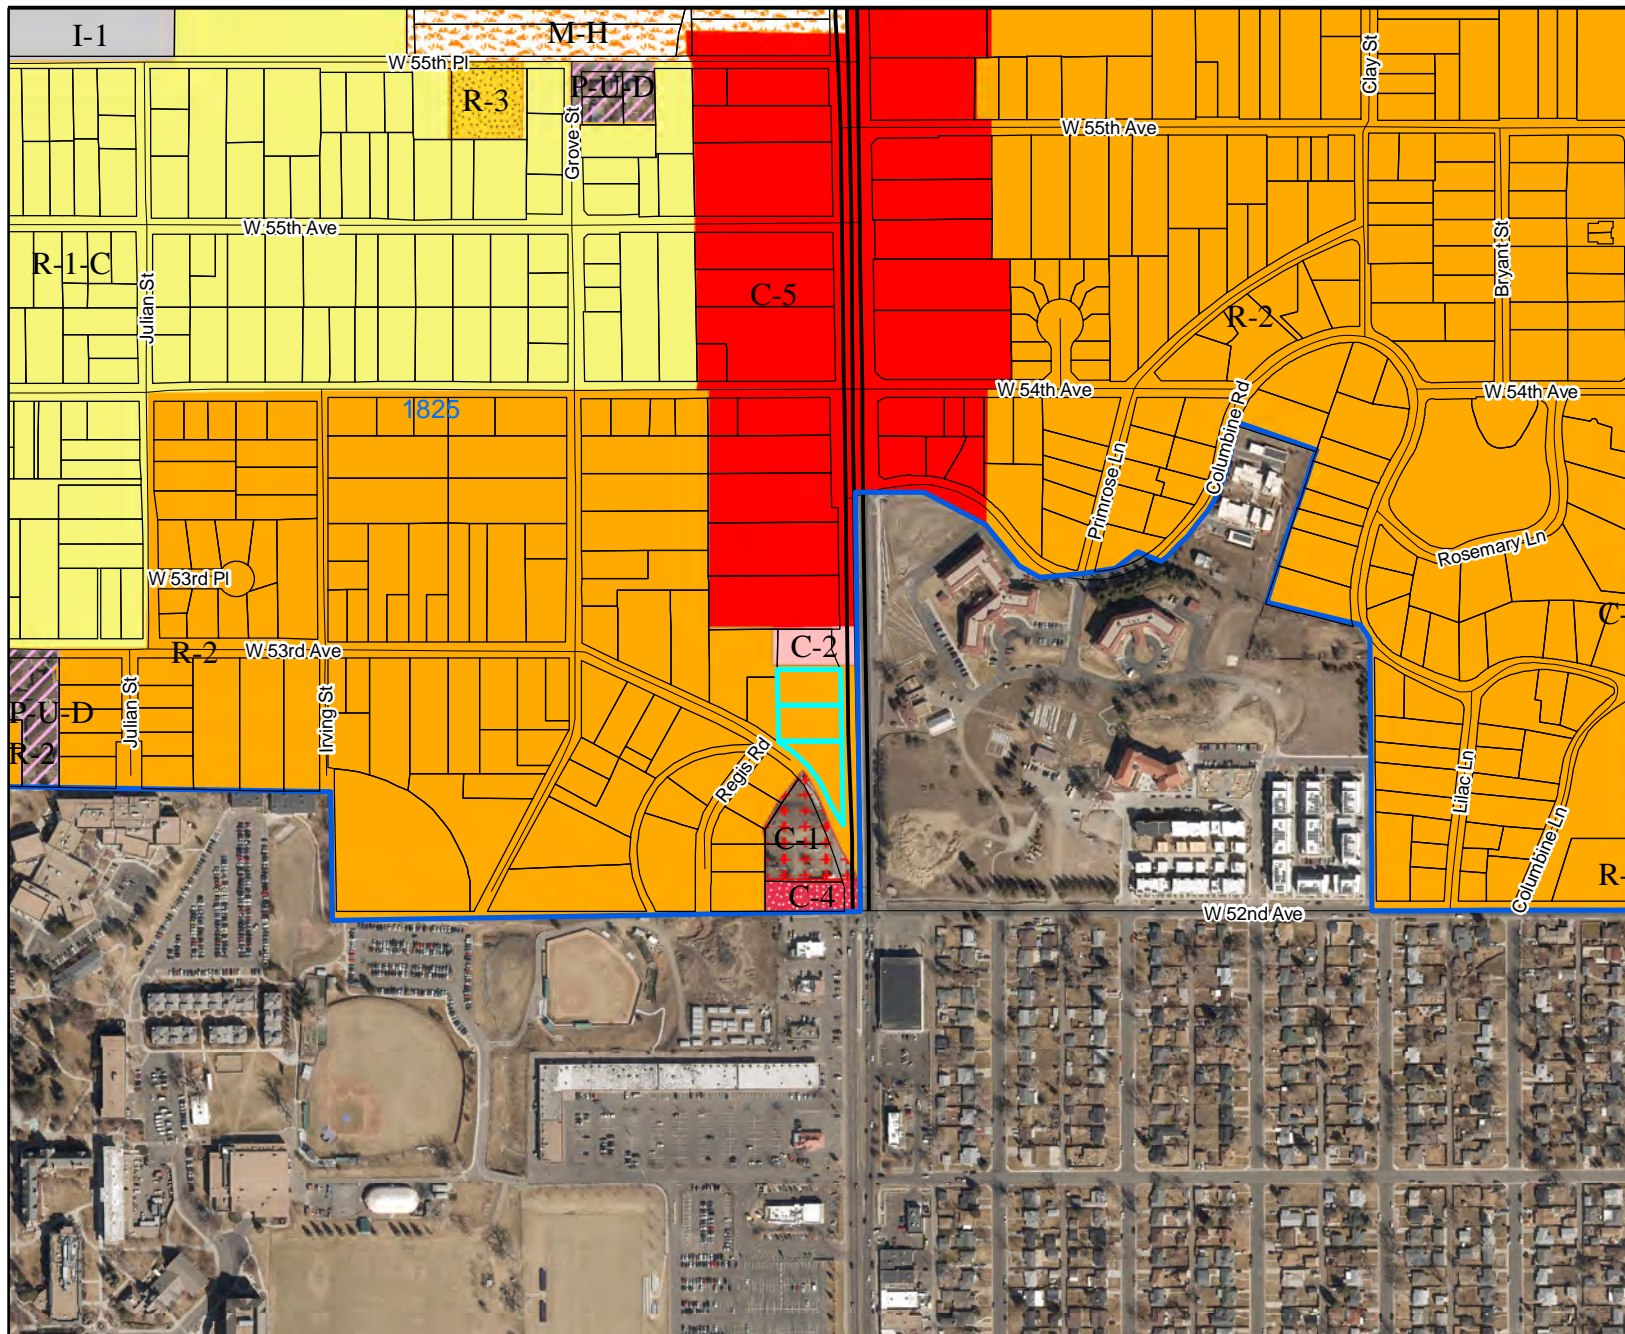 I-1
M-H
Clay St
W 55th Pl
R-3
P-U-D
Grove St
W 55th Ave
W 55th Ave
R-1-C
Julian St
C-5
Bryant St
R-2
W 54th Ave
W 54th Ave
1825
Columbine Rd
Primrose Ln
Rosemary Ln
W 53rd Pl
C-
R-2
W 53rd Ave
C-2
P-U-D
Julian St
Irving St
R-2
Regis Rd
Lilac Ln
C-1
Columbine Ln
R-
C-4
W 52nd Ave